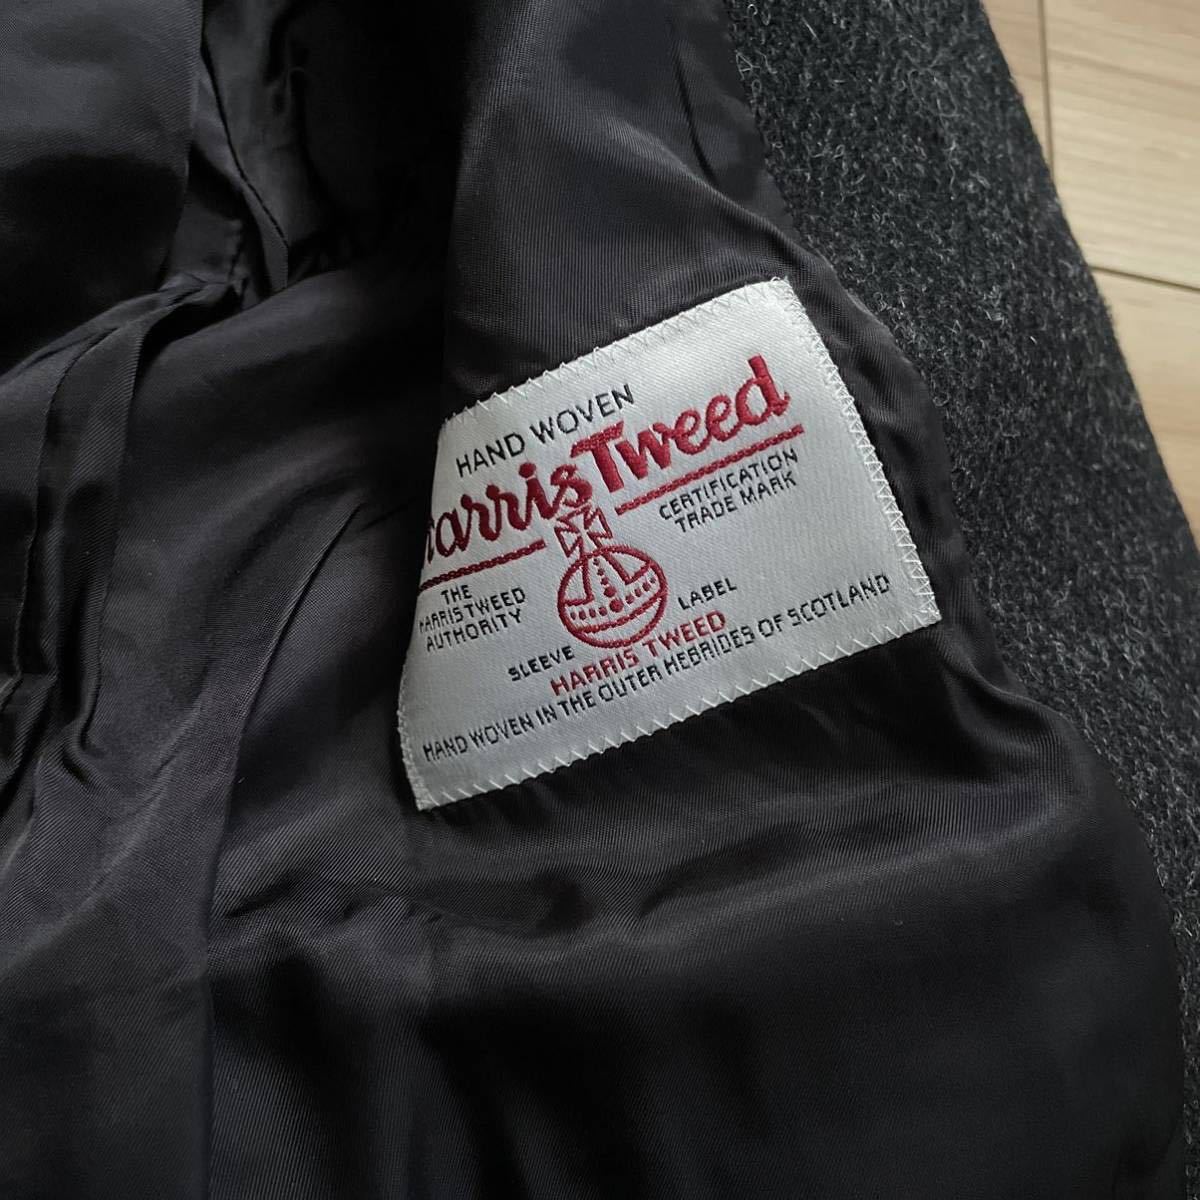 HAND WOVEN
Harris Tweed
CERTIFICATION
TRADE MARK
THE
HARRIS TWEED
AUTHORITY
SLEEVE LABEL
HARRIS TWEED
HAND WOVEN IN THE OUTER HEBRIDES OF SCOTLAND